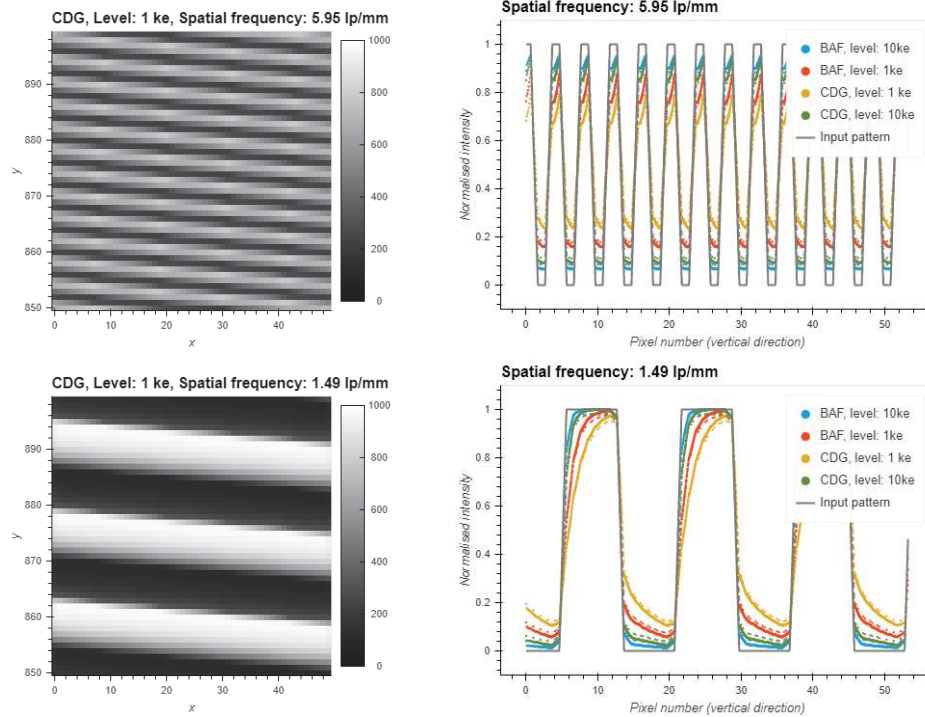 CDG, Level: 1 ke, Spatial frequency: 5.95 lp/mm
1000
800
600
400
200
0
890
880
870
860
850
y
0
10
20
30
40
x
Spatial frequency: 5.95 lp/mm
1
0.8
0.6
0.4
0.2
0
Normalised intensity
BAF, level: 10ke
BAF, level: 1ke
CDG, level: 1 ke
CDG, level: 10ke
Input pattern
0
10
20
30
40
50
Pixel number (vertical direction)
CDG, Level: 1 ke, Spatial frequency: 1.49 lp/mm
1000
800
600
400
200
0
890
880
870
860
850
y
0
10
20
30
40
x
Spatial frequency: 1.49 lp/mm
1
0.8
0.6
0.4
0.2
0
Normalised intensity
BAF, level: 10ke
BAF, level: 1ke
CDG, level: 1 ke
CDG, level: 10ke
Input pattern
0
10
20
30
40
50
Pixel number (vertical direction)